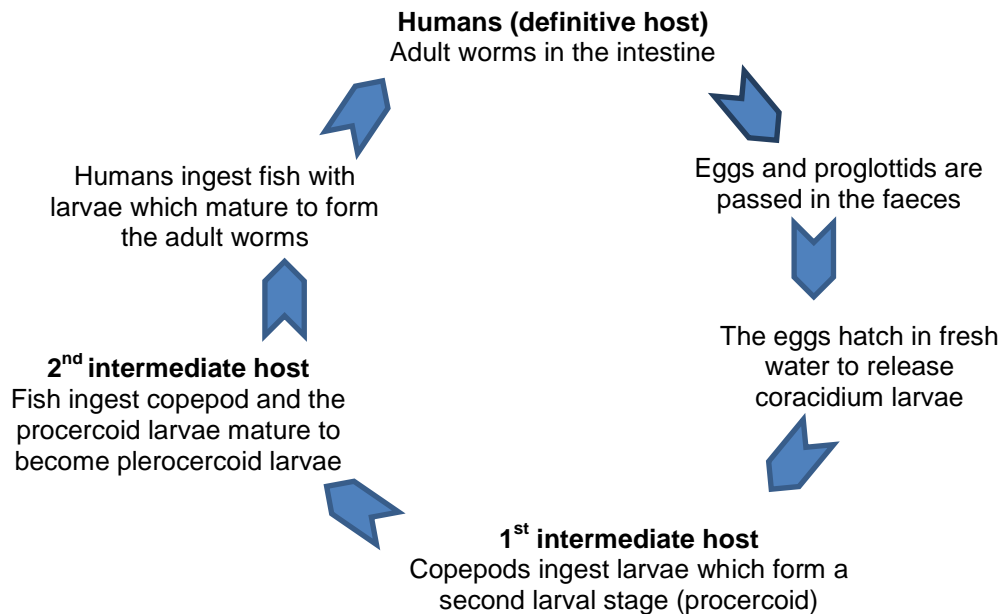 Humans (definitive host)
Adult worms in the intestine
Eggs and proglottids are
passed in the faeces
The eggs hatch in fresh
water to release
coracidium larvae
1st intermediate host
Copepods ingest larvae which form a
second larval stage (procercoid)
2nd intermediate host
Fish ingest copepod and the
procercoid larvae mature to
become plerocercoid larvae
Humans ingest fish with
larvae which mature to form
the adult worms